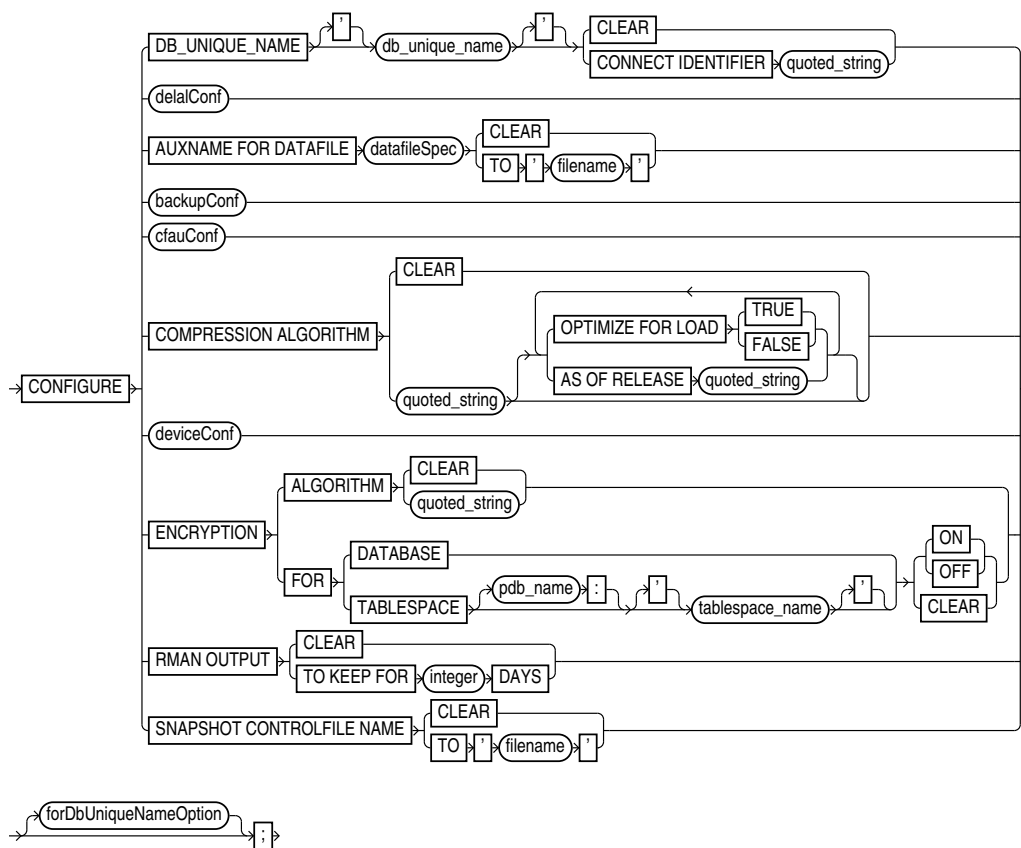 DB_UNIQUE_NAME ' db_unique_name ' CLEAR
CONNECT IDENTIFIER quoted_string
delalConf
AUXNAME FOR DATAFILE datafileSpec CLEAR
TO ' filename '
backupConf
cfauConf
COMPRESSION ALGORITHM CLEAR
OPTIMIZE FOR LOAD TRUE
FALSE
AS OF RELEASE quoted_string
quoted_string
CONFIGURE
deviceConf
ENCRYPTION ALGORITHM CLEAR
quoted_string
FOR DATABASE ON
OFF
TABLESPACE pdb_name : ' tablespace_name ' CLEAR
RMAN OUTPUT CLEAR
TO KEEP FOR integer DAYS
SNAPSHOT CONTROLFILE NAME CLEAR
TO ' filename '
forDbUniqueNameOption ;